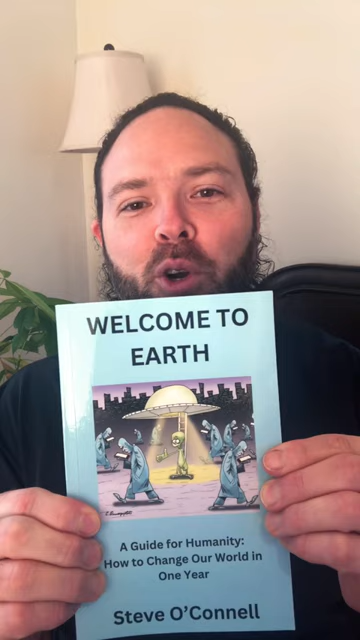 WELCOME TO
EARTH
A Guide for Humanity:
How to Change Our World in
One Year
Steve O'Connell